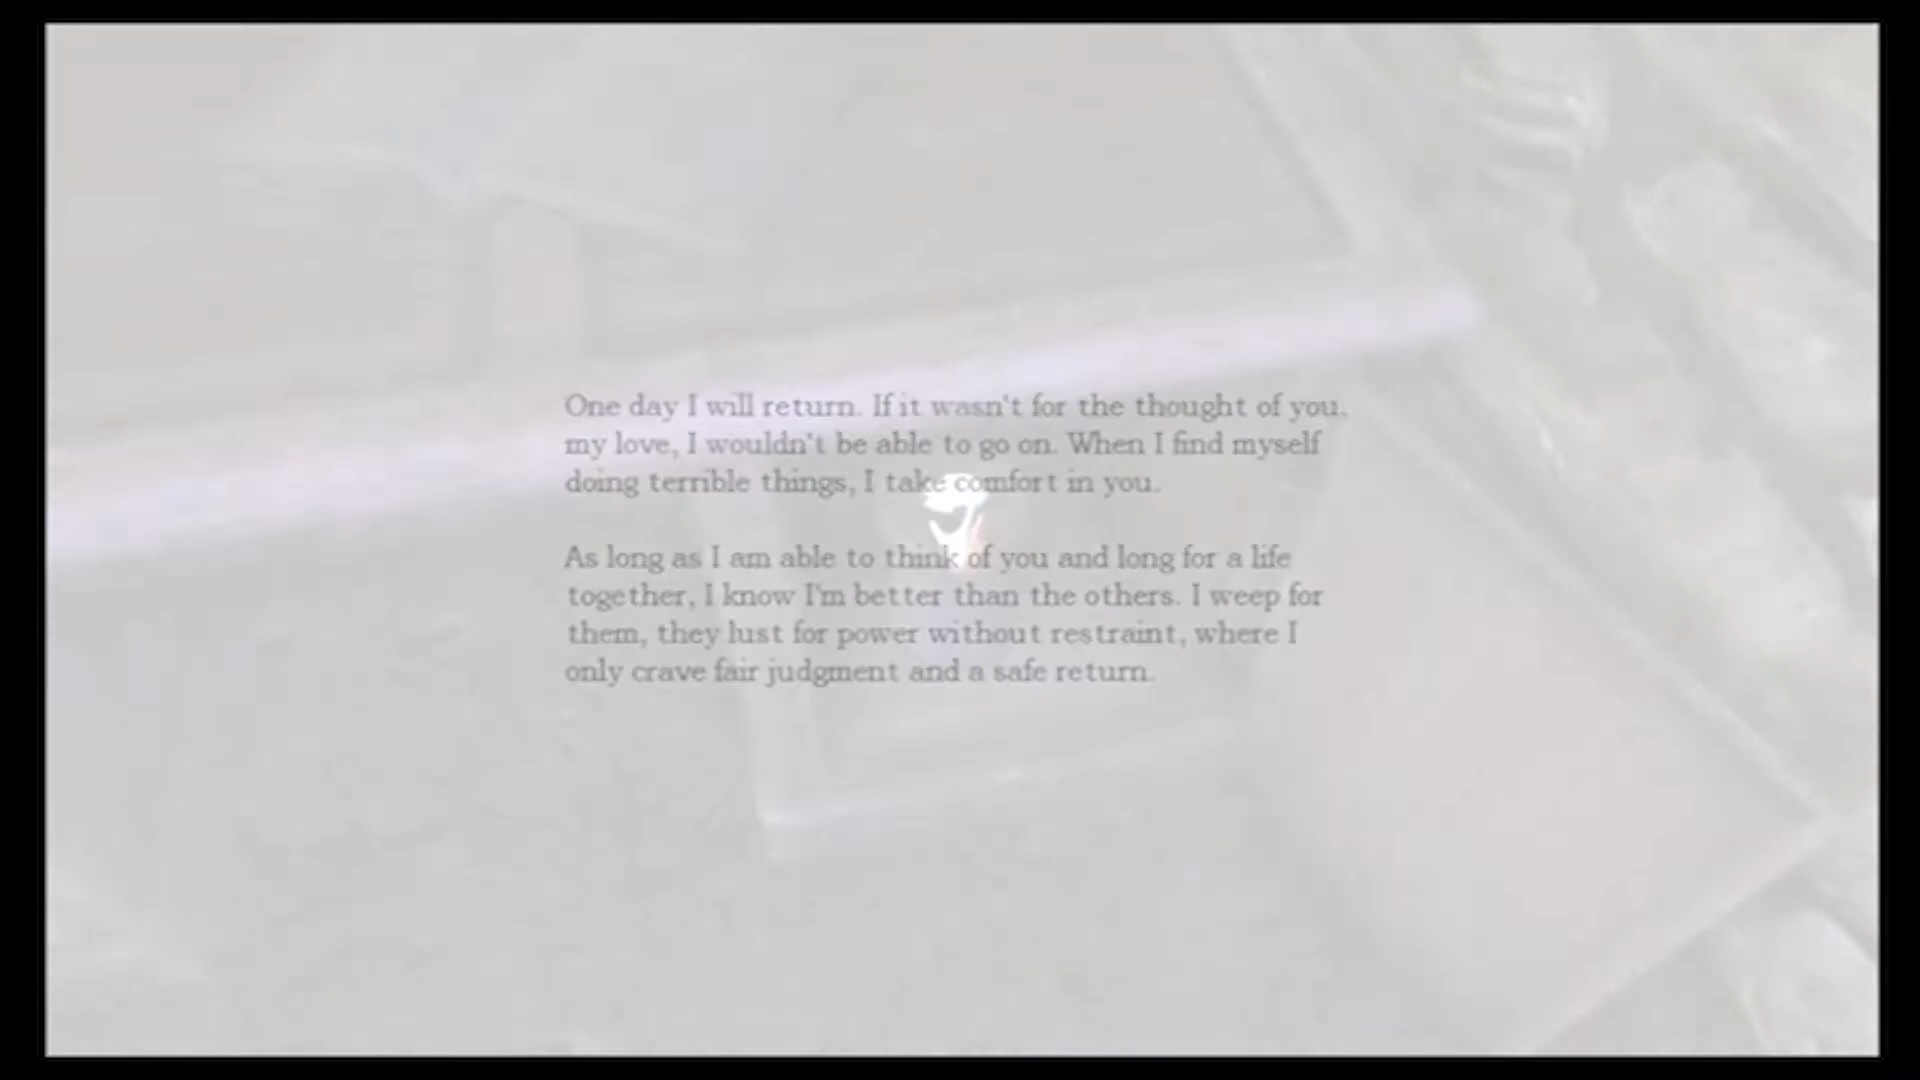 One day I will return. If it wasn't for the thought of you,
my love, I wouldn't be able to go on. When I find myself
doing terrible things, I take comfort in you.
As long as I am able to think of you and long for a life
together, I know I'm better than the others. I weep for
them, they lust for power without restraint, where I
only crave fair judgment and a safe return.